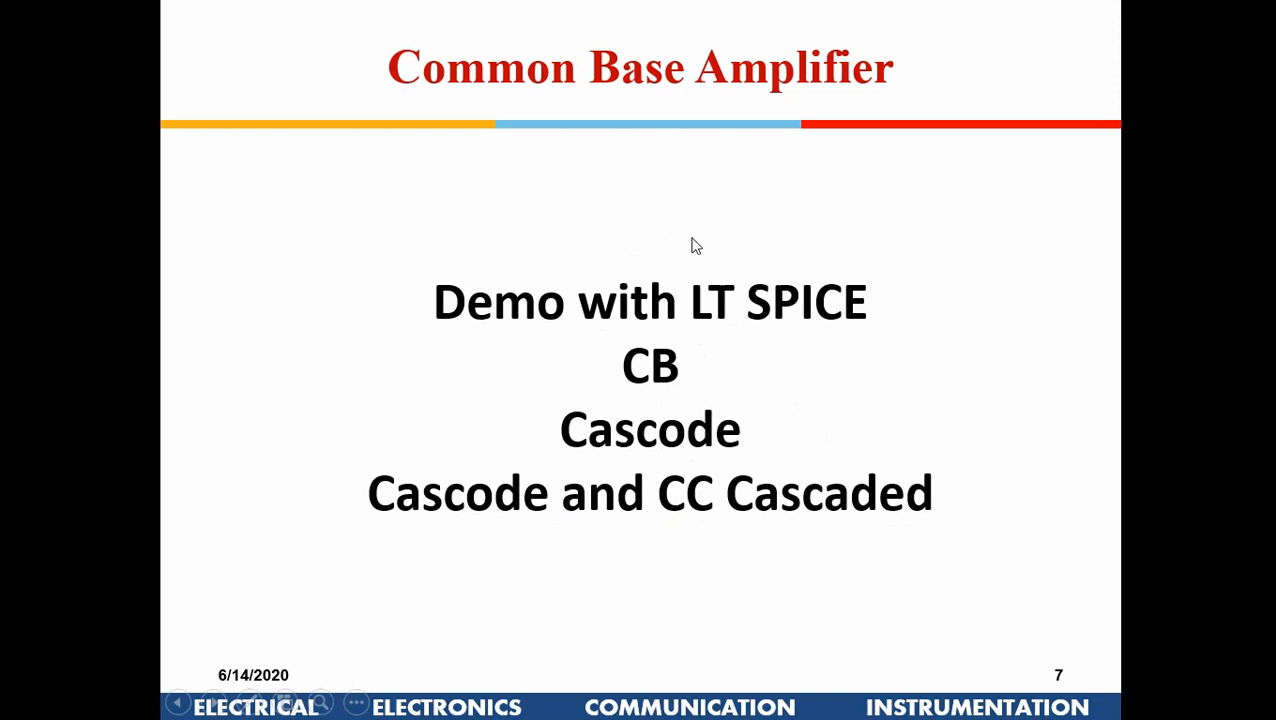 Common Base Amplifier
Demo with LT SPICE
CB
Cascode
Cascode and CC Cascaded
6/14/2020 7
ELECTRICAL ELECTRONICS COMMUNICATION INSTRUMENTATION